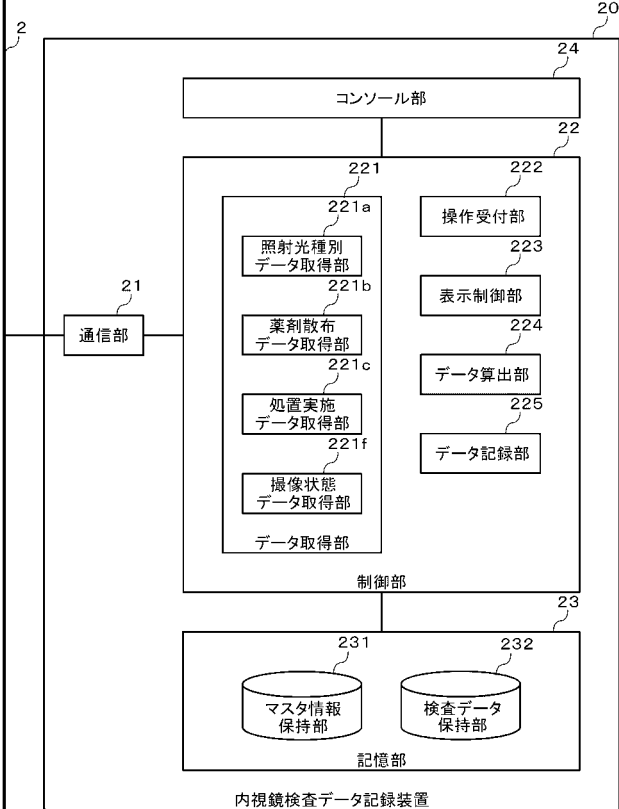 20
2
24
コンソール部
22
221
222
221a
操作受付部
照射光種別
データ取得部
223
21
221b
表示制御部
通信部
薬剤散布
データ取得部
224
221c
データ算出部
処置実施
データ取得部
225
221f
データ記録部
撮像状態
データ取得部
データ取得部
制御部
23
231
232
マスタ情報
保持部
検査データ
保持部
記憶部
内視鏡検査データ記録装置